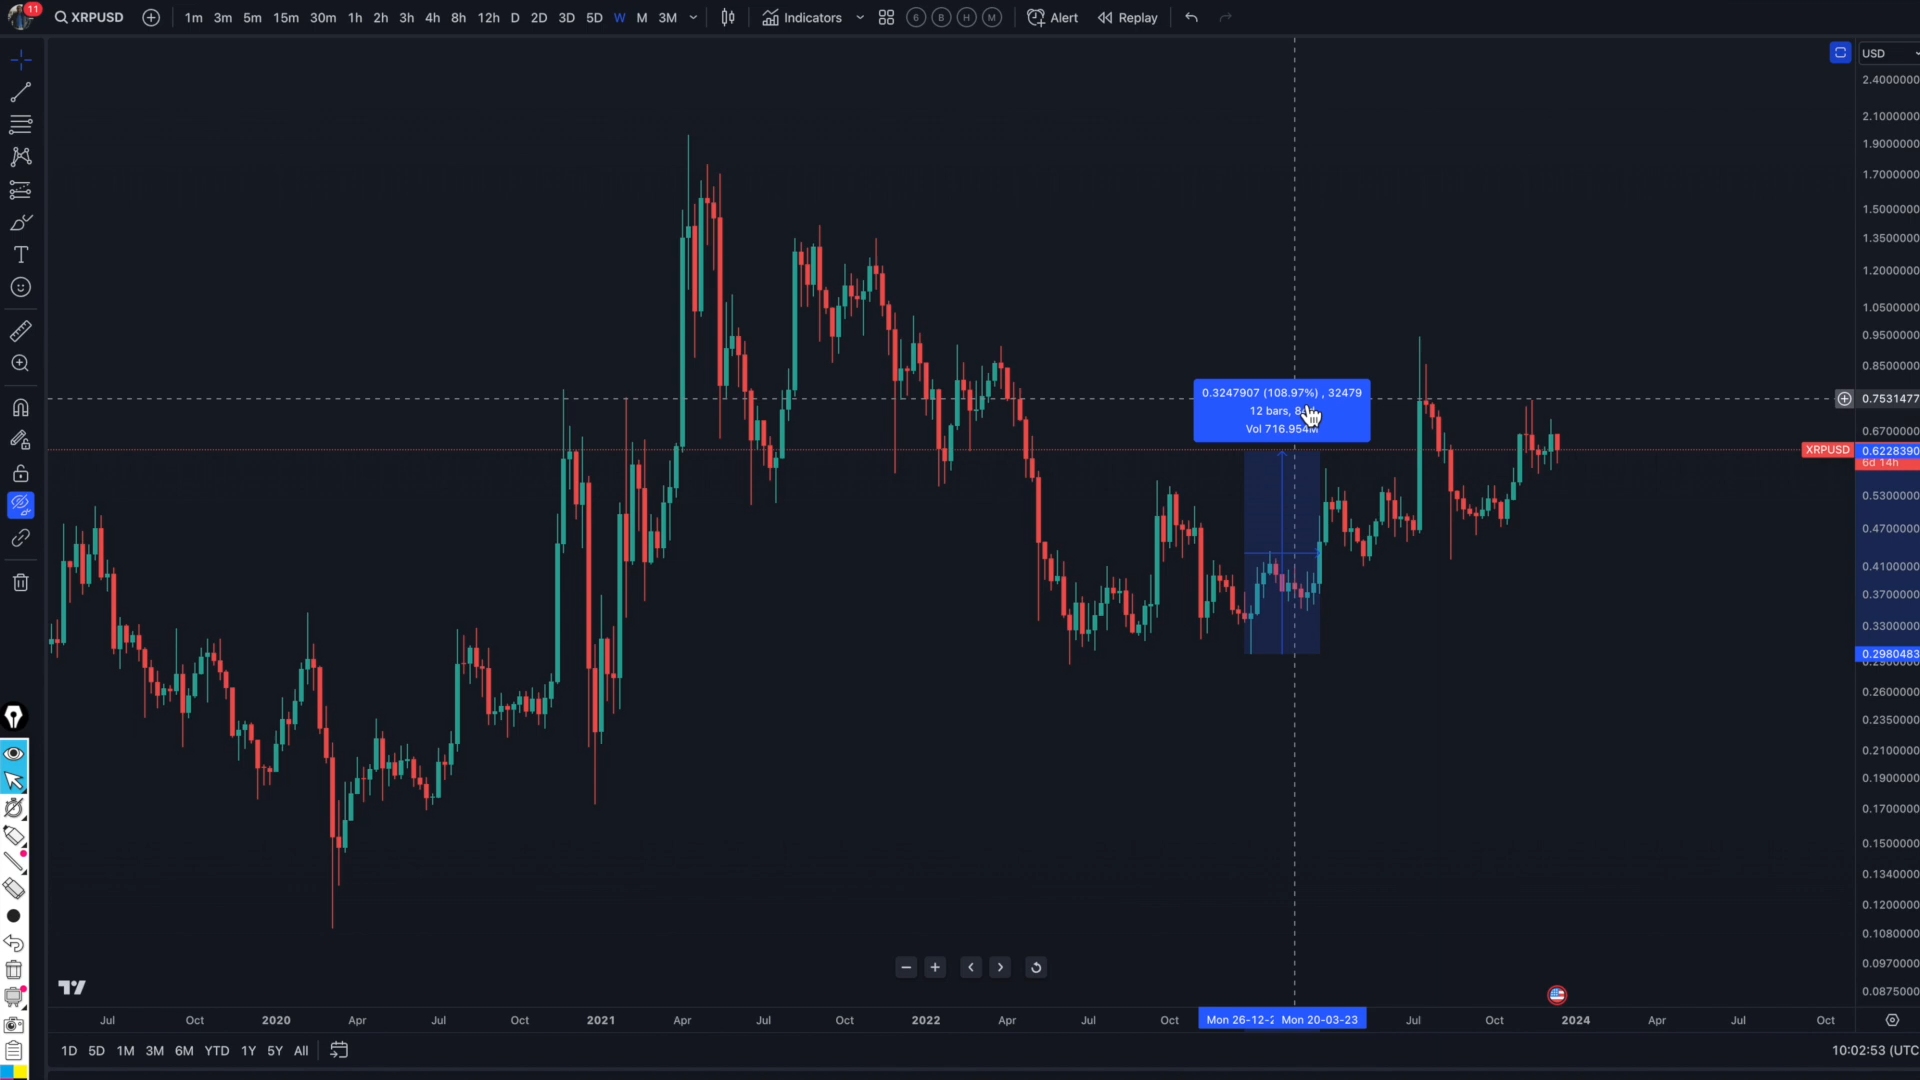 11
XRPUSD
1m 3m 5m 15m 30m 1h 2h 3h 4h 8h 12h D 2D 3D 5D W M 3M
Indicators
6 B H M
Alert
Replay
USD
2.4000000
2.1000000
1.9000000
1.7000000
1.5000000
1.3500000
1.2000000
1.0500000
0.9500000
0.8500000
0.3247907 (108.97%) , 32479
12 bars,
Vol 716.954M
0.7531477
0.6700000
XRPUSD
0.6228390
6d 14h
0.5300000
0.4700000
0.4100000
0.3700000
0.3300000
0.2980483
0.2600000
0.2350000
0.2100000
0.1900000
0.1700000
0.1500000
0.1340000
0.1200000
0.1080000
0.0970000
0.0875000
Jul Oct 2020 Apr Jul Oct 2021 Apr Jul Oct 2022 Apr Jul Oct Mon 26-12-2 Mon 20-03-23 Jul Oct 2024 Apr Jul Oct
1D 5D 1M 3M 6M YTD 1Y 5Y All
10:02:53 (UTC